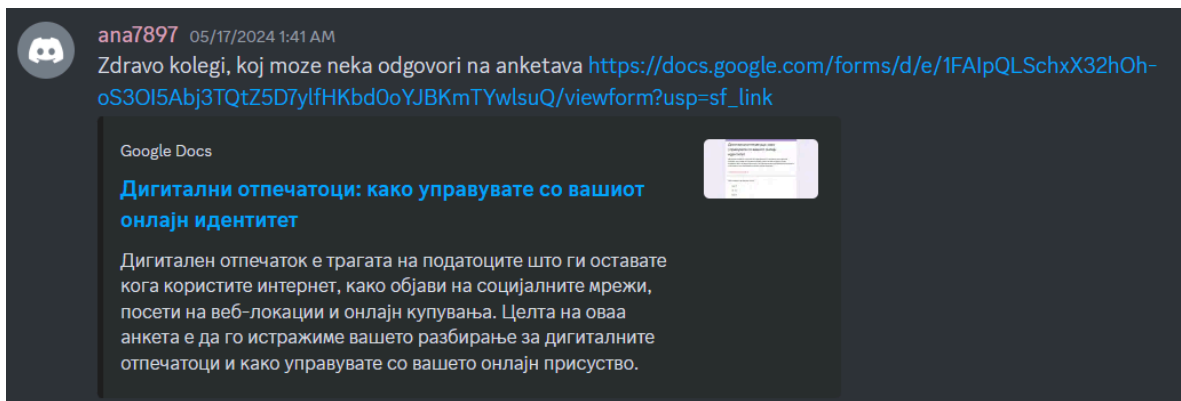 ana7897 05/17/2024 1:41 AM
Zdravo kolegi, koj moze neka odgovori na anketava https://docs.google.com/forms/d/e/1FAIpQLSchxX32hOh-
oS3OI5Abj3TQtZ5D7ylfHKbd0oYJBKmTYwlsuQ/viewform?usp=sf_link
Google Docs
Дигитални отпечатоци: како управувате со вашиот
онлајн идентитет
Дигитален отпечаток е трагата на податоците што ги оставате
кога користите интернет, како објави на социјалните мрежи,
посети на веб-локации и онлајн купувања. Целта на оваа
анкета е да го истражиме вашето разбирање за дигиталните
отпечатоци и како управувате со вашето онлајн присуство.